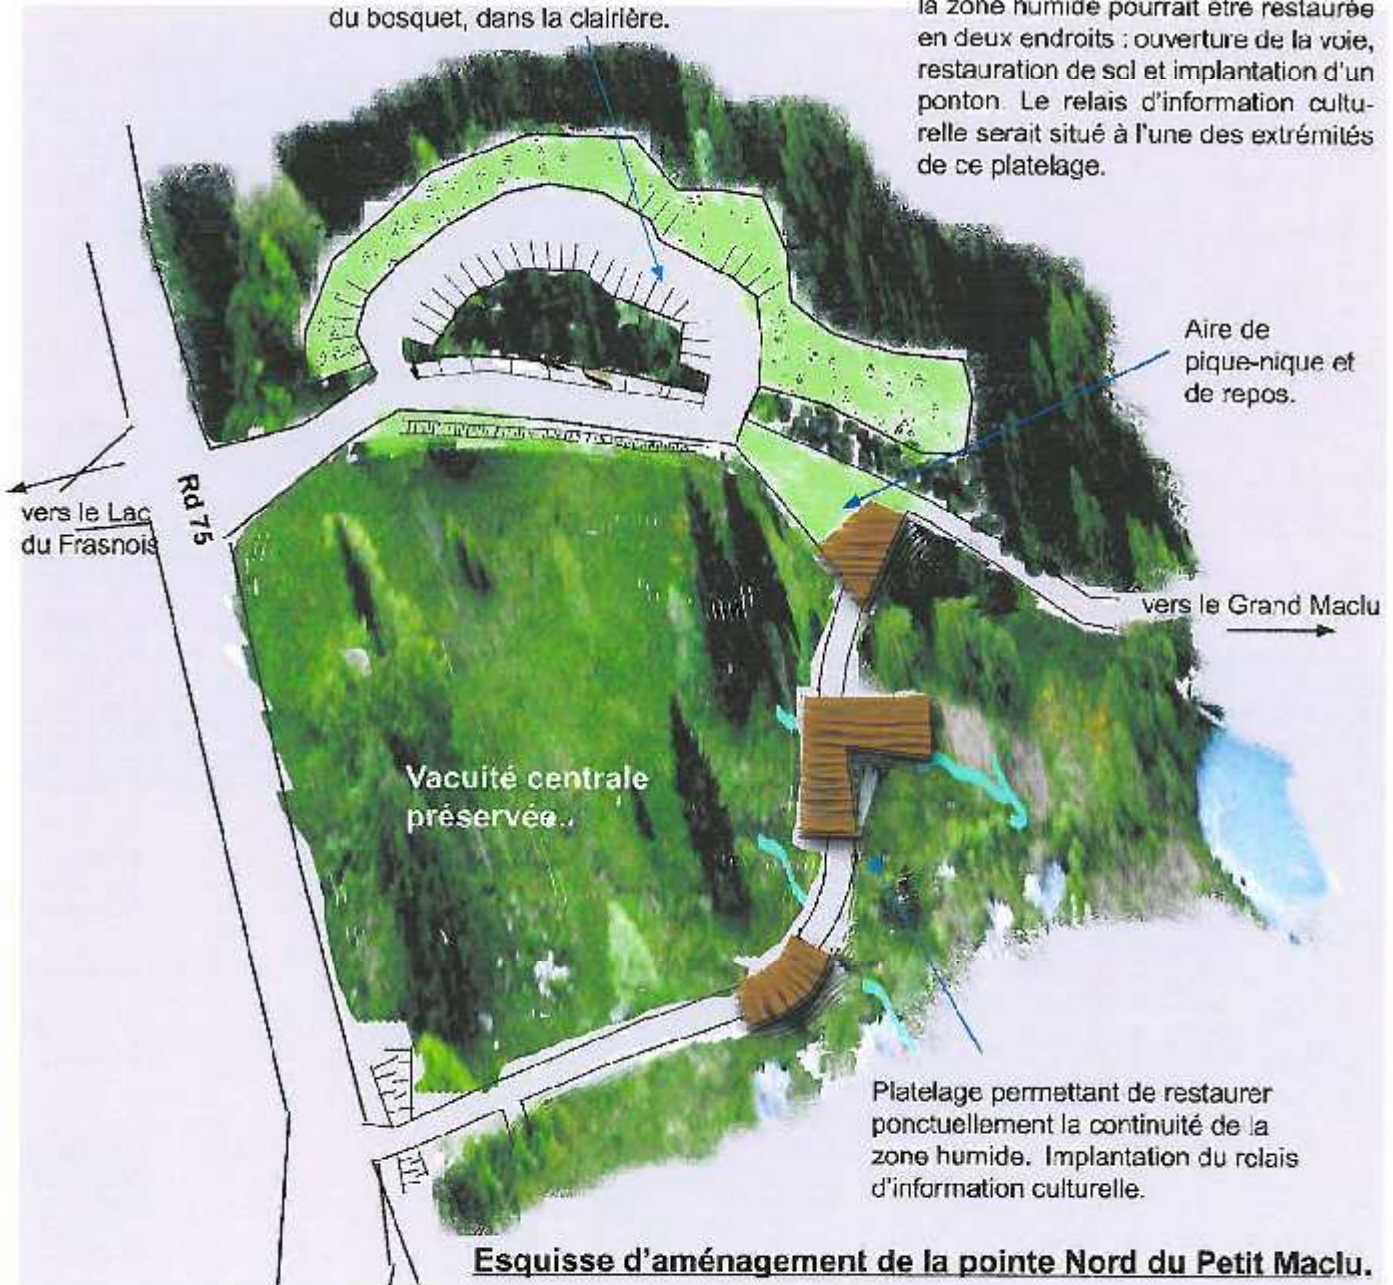 du bosquet, dans la clairière.
la zone humide pourrait être restaurée
en deux endroits : ouverture de la voie,
restauration de sol et implantation d'un
ponton. Le relais d'information cultu-
relle serait situé à l'une des extrémités
de ce platelage.
Aire de
pique-nique et
de repos.
Rd 75
vers le Lac
du Frasnois
vers le Grand Maclu
Vacuité centrale
préservée..
Platelage permettant de restaurer
ponctuellement la continuité de la
zone humide. Implantation du relais
d'information culturelle.
Esquisse d'aménagement de la pointe Nord du Petit Maclu.